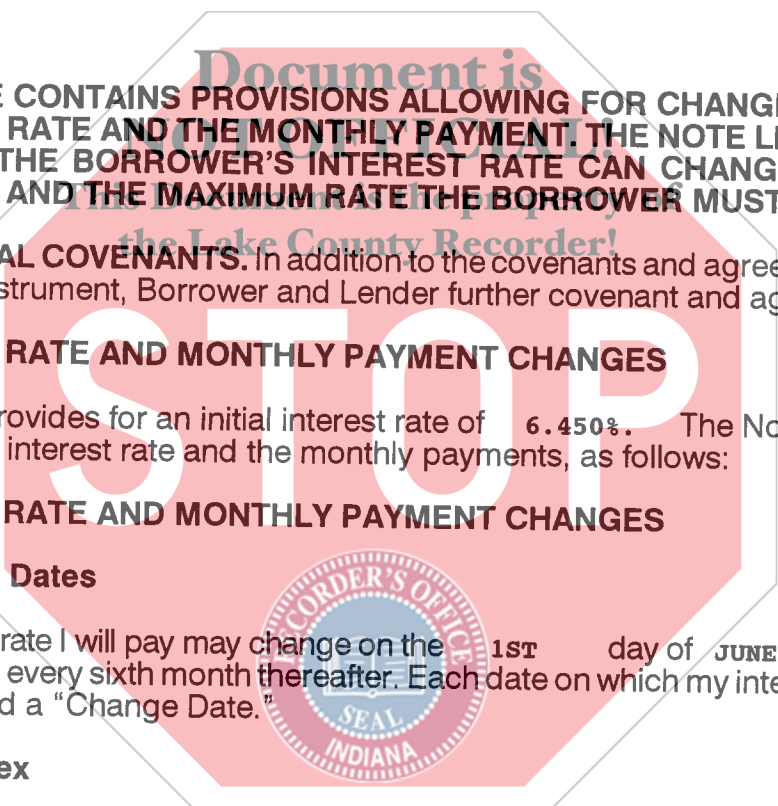 Document is
E CONTAINS PROVISIONS ALLOWING FOR CHANG
RATE AND THE MONTHLY PAYMENT. THE NOTE LI
NOT OFFICIAL!
THE BORROWER'S INTEREST RATE CAN CHANG
AND THE MAXIMUM RATE THE BORROWER MUST
This Document is the property
the Lake County Recorder!
AL COVENANTS. In addition to the covenants and agree
strument, Borrower and Lender further covenant and ag
STOP
RATE AND MONTHLY PAYMENT CHANGES
rovides for an initial interest rate of 6.450%. The No
interest rate and the monthly payments, as follows:
RATE AND MONTHLY PAYMENT CHANGES
Dates
rate I will pay may change on the 1ST day of JUNE
every sixth month thereafter. Each date on which my inte
d a “Change Date.”
RECORDER'S OFFICE
SEAL
INDIANA
ex